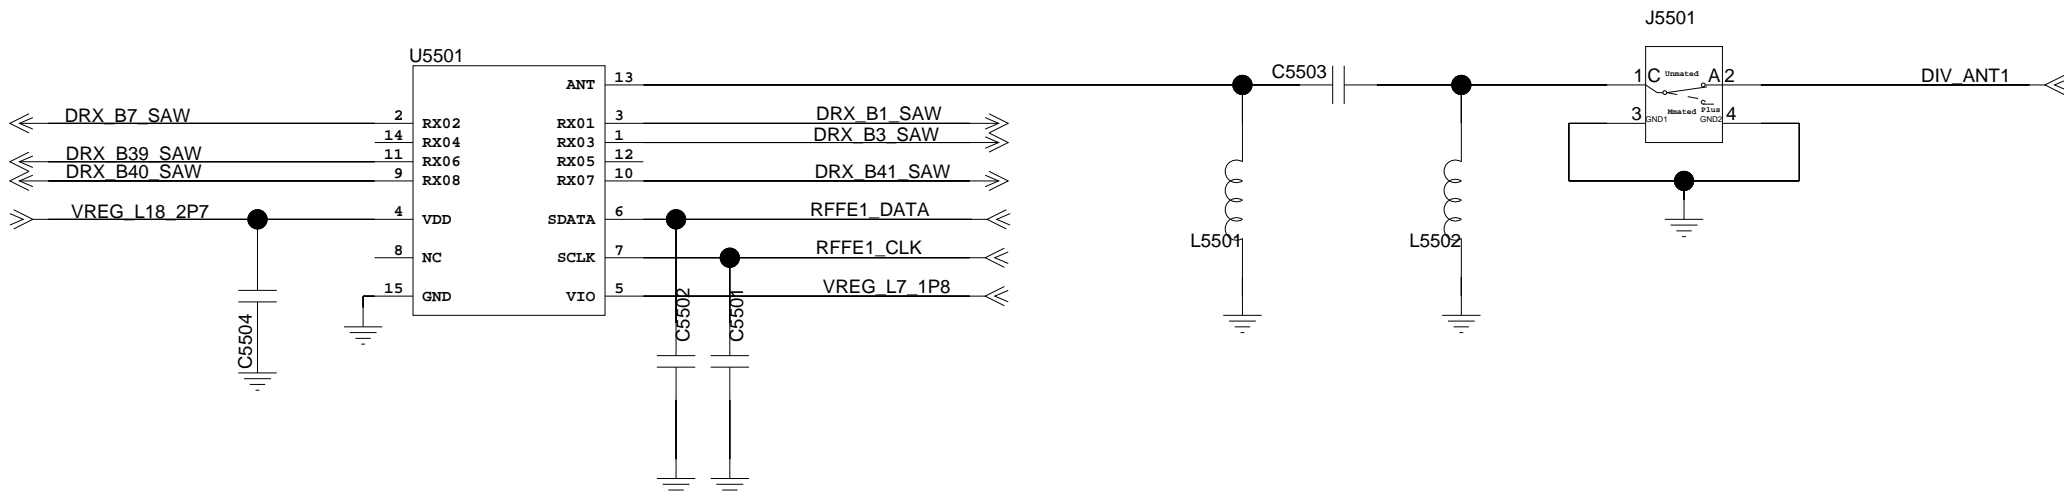 J5501
U5501
ANT 13
C5503
1 C Unmated A 2
DIV_ANT1
DRX_B7_SAW 2 RX02
RX01 3 DRX_B1_SAW
14 RX04
RX03 1 DRX_B3_SAW
Mmated Plus
3 GND1 GND2 4
DRX_B39_SAW 11 RX06
RX05 12
DRX_B40_SAW 9 RX08
RX07 10 DRX_B41_SAW
VREG_L18_2P7 4 VDD
SDATA 6 RFFE1_DATA
L5501
L5502
8 NC
SCLK 7 RFFE1_CLK
15 GND
VIO 5 VREG_L7_1P8
C5504
C5502
C5501